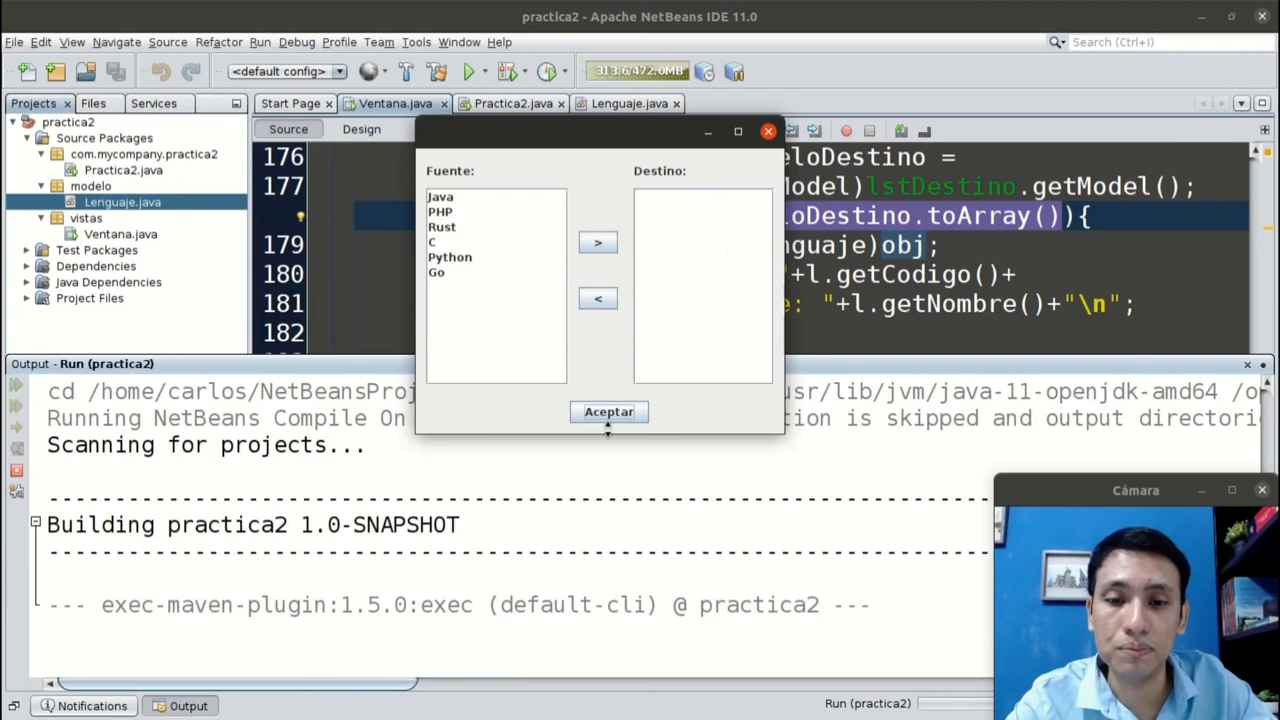 practica2 - Apache NetBeans IDE 11.0
File Edit View Navigate Source Refactor Run Debug Profile Team Tools Window Help
Search (Ctrl+I)
<default config>
313.6/472.0MB
Projects Files Services
Start Page Ventana.java Practica2.java Lenguaje.java
practica2
Source Packages
com.mycompany.practica2
Practica2.java
modelo
Lenguaje.java
vistas
Ventana.java
Test Packages
Dependencies
Java Dependencies
Project Files
Source Design
176 eloDestino =
177 Model)lstDestino.getModel();
oDestino.toArray()){
179 nguaje)obj;
180 "+l.getCodigo()+
181 e: "+l.getNombre()+"\n";
182
Fuente:
Java
PHP
Rust
C
Python
Go
>
<
Destino:
Aceptar
Output - Run (practica2)
cd /home/carlos/NetBeansProj usr/lib/jvm/java-11-openjdk-amd64 /o
Running NetBeans Compile On tion is skipped and output directori
Scanning for projects...
Building practica2 1.0-SNAPSHOT
--- exec-maven-plugin:1.5.0:exec (default-cli) @ practica2 ---
Cámara
Notifications Output
Run (practica2)